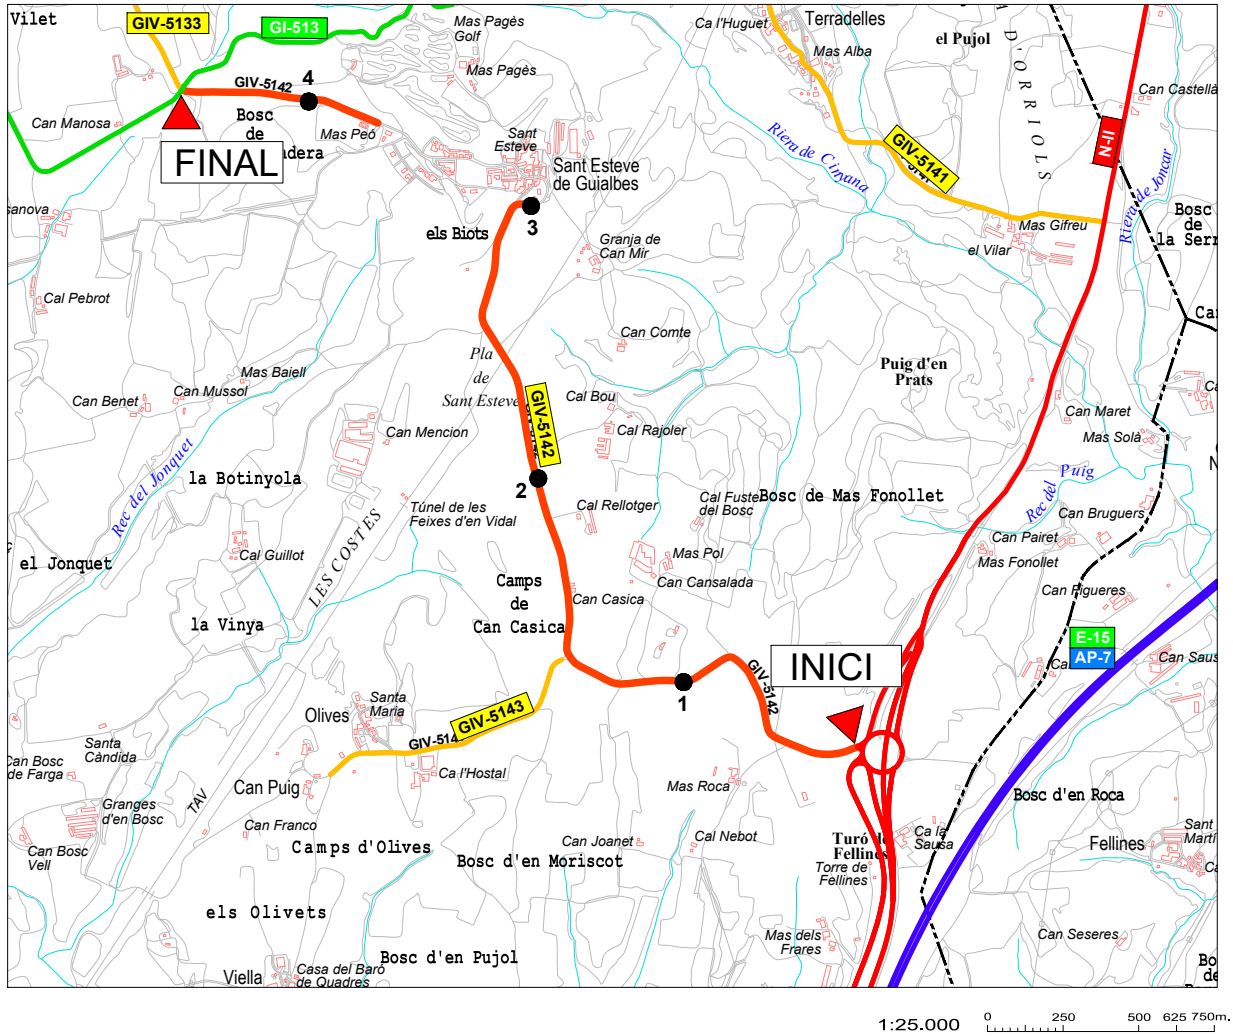 Vilet
GIV-5133
GI-513
Mas Pagès
Golf
Mas Pagès
Ca l'Huguet
Terradelles
Mas Alba
el Pujol
D'ORRIOLS
Can Castellà
N-II
GIV-5142
4
Bosc
de
Can Manosa
Mas Peó
FINAL
Sant
Esteve
Sant Esteve
de Guialbes
Riera de Cinyana
GIV-5141
Riera de Joncar
els Biots
3
Granja de
Can Mir
Mas Gifreu
el Vilar
Bosc
de
Cal Pebrot
Can Comte
Pla
de
Sant Esteve
Puig d'en
Prats
Mas Baiell
Can Mussol
Can Benet
Cal Bou
GIV-5142
Can Mencion
Cal Rajoler
Can Maret
Mas Solà
Rec del Jonquet
la Botinyola
2
Túnel de les
Feixes d'en Vidal
Cal Rellotger
Cal Fuste
del Bosc
Bosc de Mas Fonollet
Rec del Puig
Can Bruguers
Can Pairet
Mas Fonollet
el Jonquet
Cal Guillot
LES COSTES
Mas Pol
Can Cansalada
Camps
de
Can Casica
Can Casica
Can Figueres
la Vinya
E-15
AP-7
Can Saus
INICI
GIV-5142
1
Olives
Santa
Maria
GIV-5143
Santa
Càndida
Can Bosc
de Farga
Can Puig
Ca l'Hostal
TAV
Mas Roca
Bosc d'en Roca
Granges
d'en Bosc
Can Franco
Camps d'Olives
Can Bosc
Vell
Bosc d'en Moriscot
Can Joanet
Cal Nebot
Turó de
Fellines
Torre de
Fellines
Ca la
Sausa
Fellines
Sant
Martí
els Olivets
Mas dels
Frares
Can Seseres
Bosc d'en Pujol
Viella
Casa del Baró
de Quadres
1:25.000
0 250 500 625 750m.